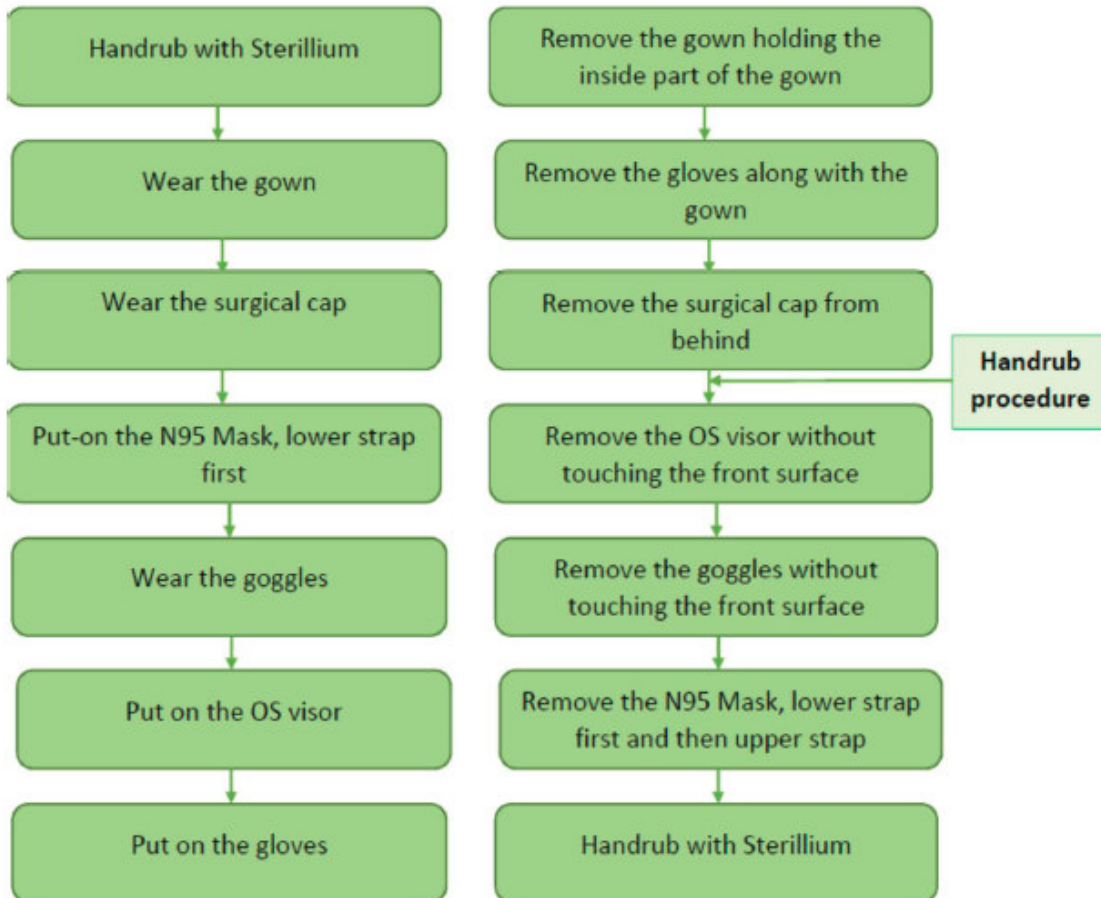 Handrub with Sterillium
Wear the gown
Wear the surgical cap
Put-on the N95 Mask, lower strap
first
Wear the goggles
Put on the OS visor
Put on the gloves
Remove the gown holding the
inside part of the gown
Remove the gloves along with the
gown
Remove the surgical cap from
behind
Handrub
procedure
Remove the OS visor without
touching the front surface
Remove the goggles without
touching the front surface
Remove the N95 Mask, lower strap
first and then upper strap
Handrub with Sterillium